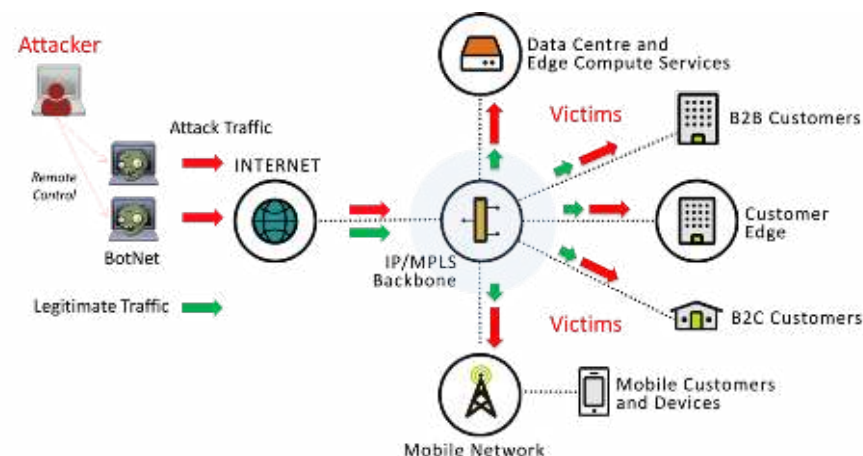 Attacker
Attack Traffic
Remote
Control
BotNet
Legitimate Traffic
INTERNET
IP/MPLS
Backbone
Data Centre and
Edge Compute Services
Victims
B2B Customers
Customer
Edge
B2C Customers
Victims
Mobile Customers
and Devices
Mobile Network